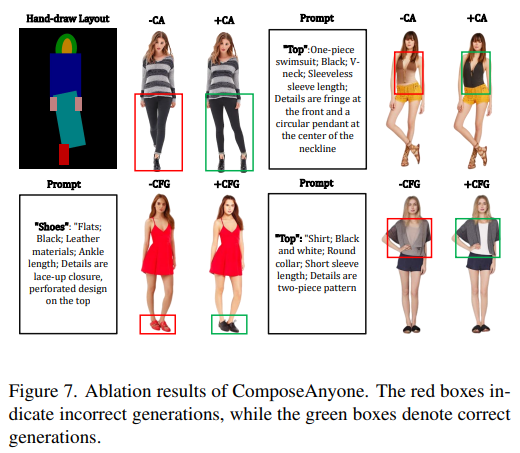 Hand-draw Layout
-CA
+CA
Prompt
-CA
+CA
"Top":One-piece
swimsuit; Black; V-
neck; Sleeveless
sleeve length;
Details are fringe at
the front and a
circular pendant at
the center of the
neckline
Prompt
-CFG
+CFG
Prompt
-CFG
+CFG
"Shoes": "Flats;
Black; Leather
materials; Ankle
length; Details are
lace-up closure,
perforated design
on the top
"Top": "Shirt; Black
and white; Round
collar; Short sleeve
length; Details are
two-piece pattern
Figure 7. Ablation results of ComposeAnyone. The red boxes in-
dicate incorrect generations, while the green boxes denote correct
generations.